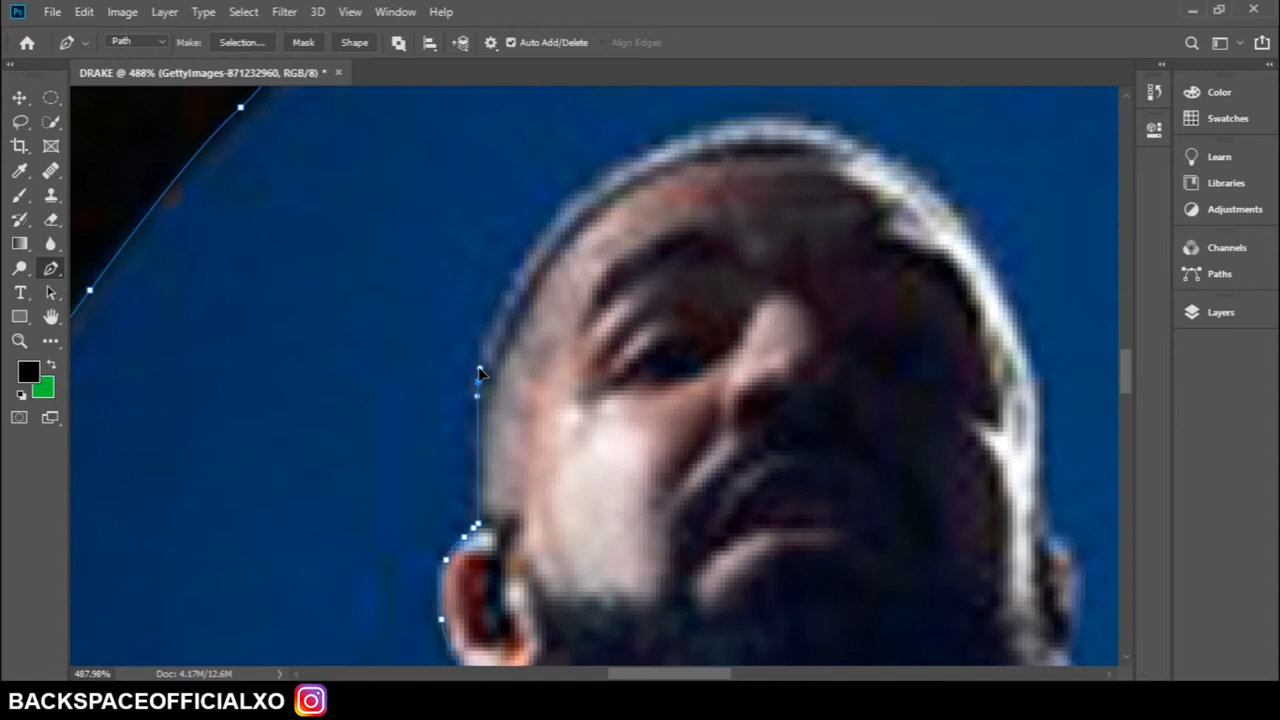 Ps File Edit Image Layer Type Select Filter 3D View Window Help
Path Make: Selection... Mask Shape Auto Add/Delete Align Edges
DRAKE @ 488% (GettyImages-871232960, RGB/8) * ×
Color
Swatches
Learn
Libraries
Adjustments
Channels
Paths
Layers
487.98% Doc: 4.17M/12.6M
BACKSPACEOFFICIALXO